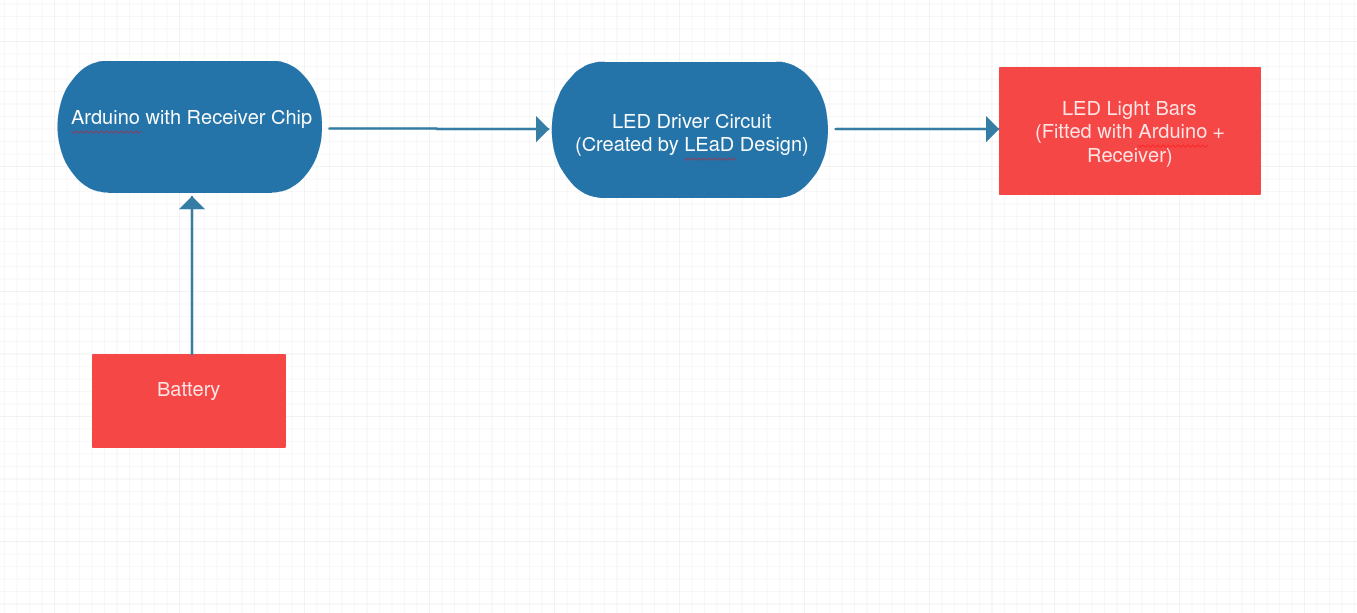 Arduino with Receiver Chip
LED Driver Circuit
(Created by LEaD Design)
LED Light Bars
(Fitted with Arduino +
Receiver)
Battery